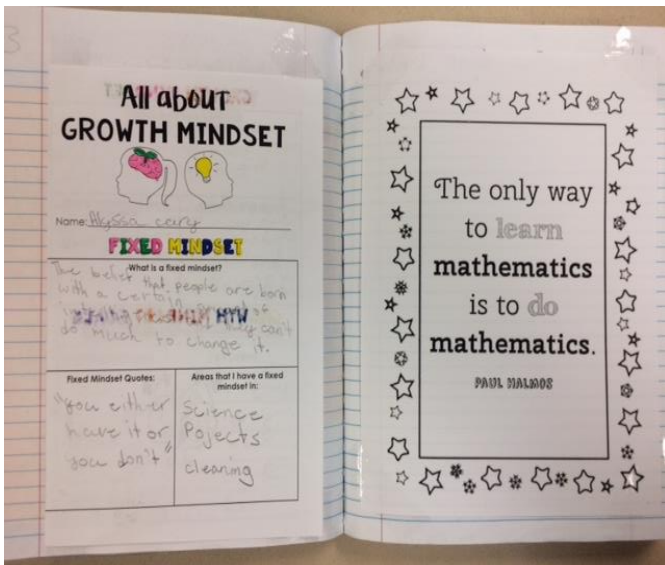 All about
GROWTH MINDSET
Name: Alyssa
FIXED MINDSET
What is a fixed mindset?
The belief that people are born
with a certain amount of
they can't
do much to change it.
Fixed Mindset Quotes:
"you either
have it or
you don't"
Areas that I have a fixed
mindset in:
Science
Pojects
cleaning
The only way
to learn
mathematics
is to do
mathematics.
PAUL HALMOS